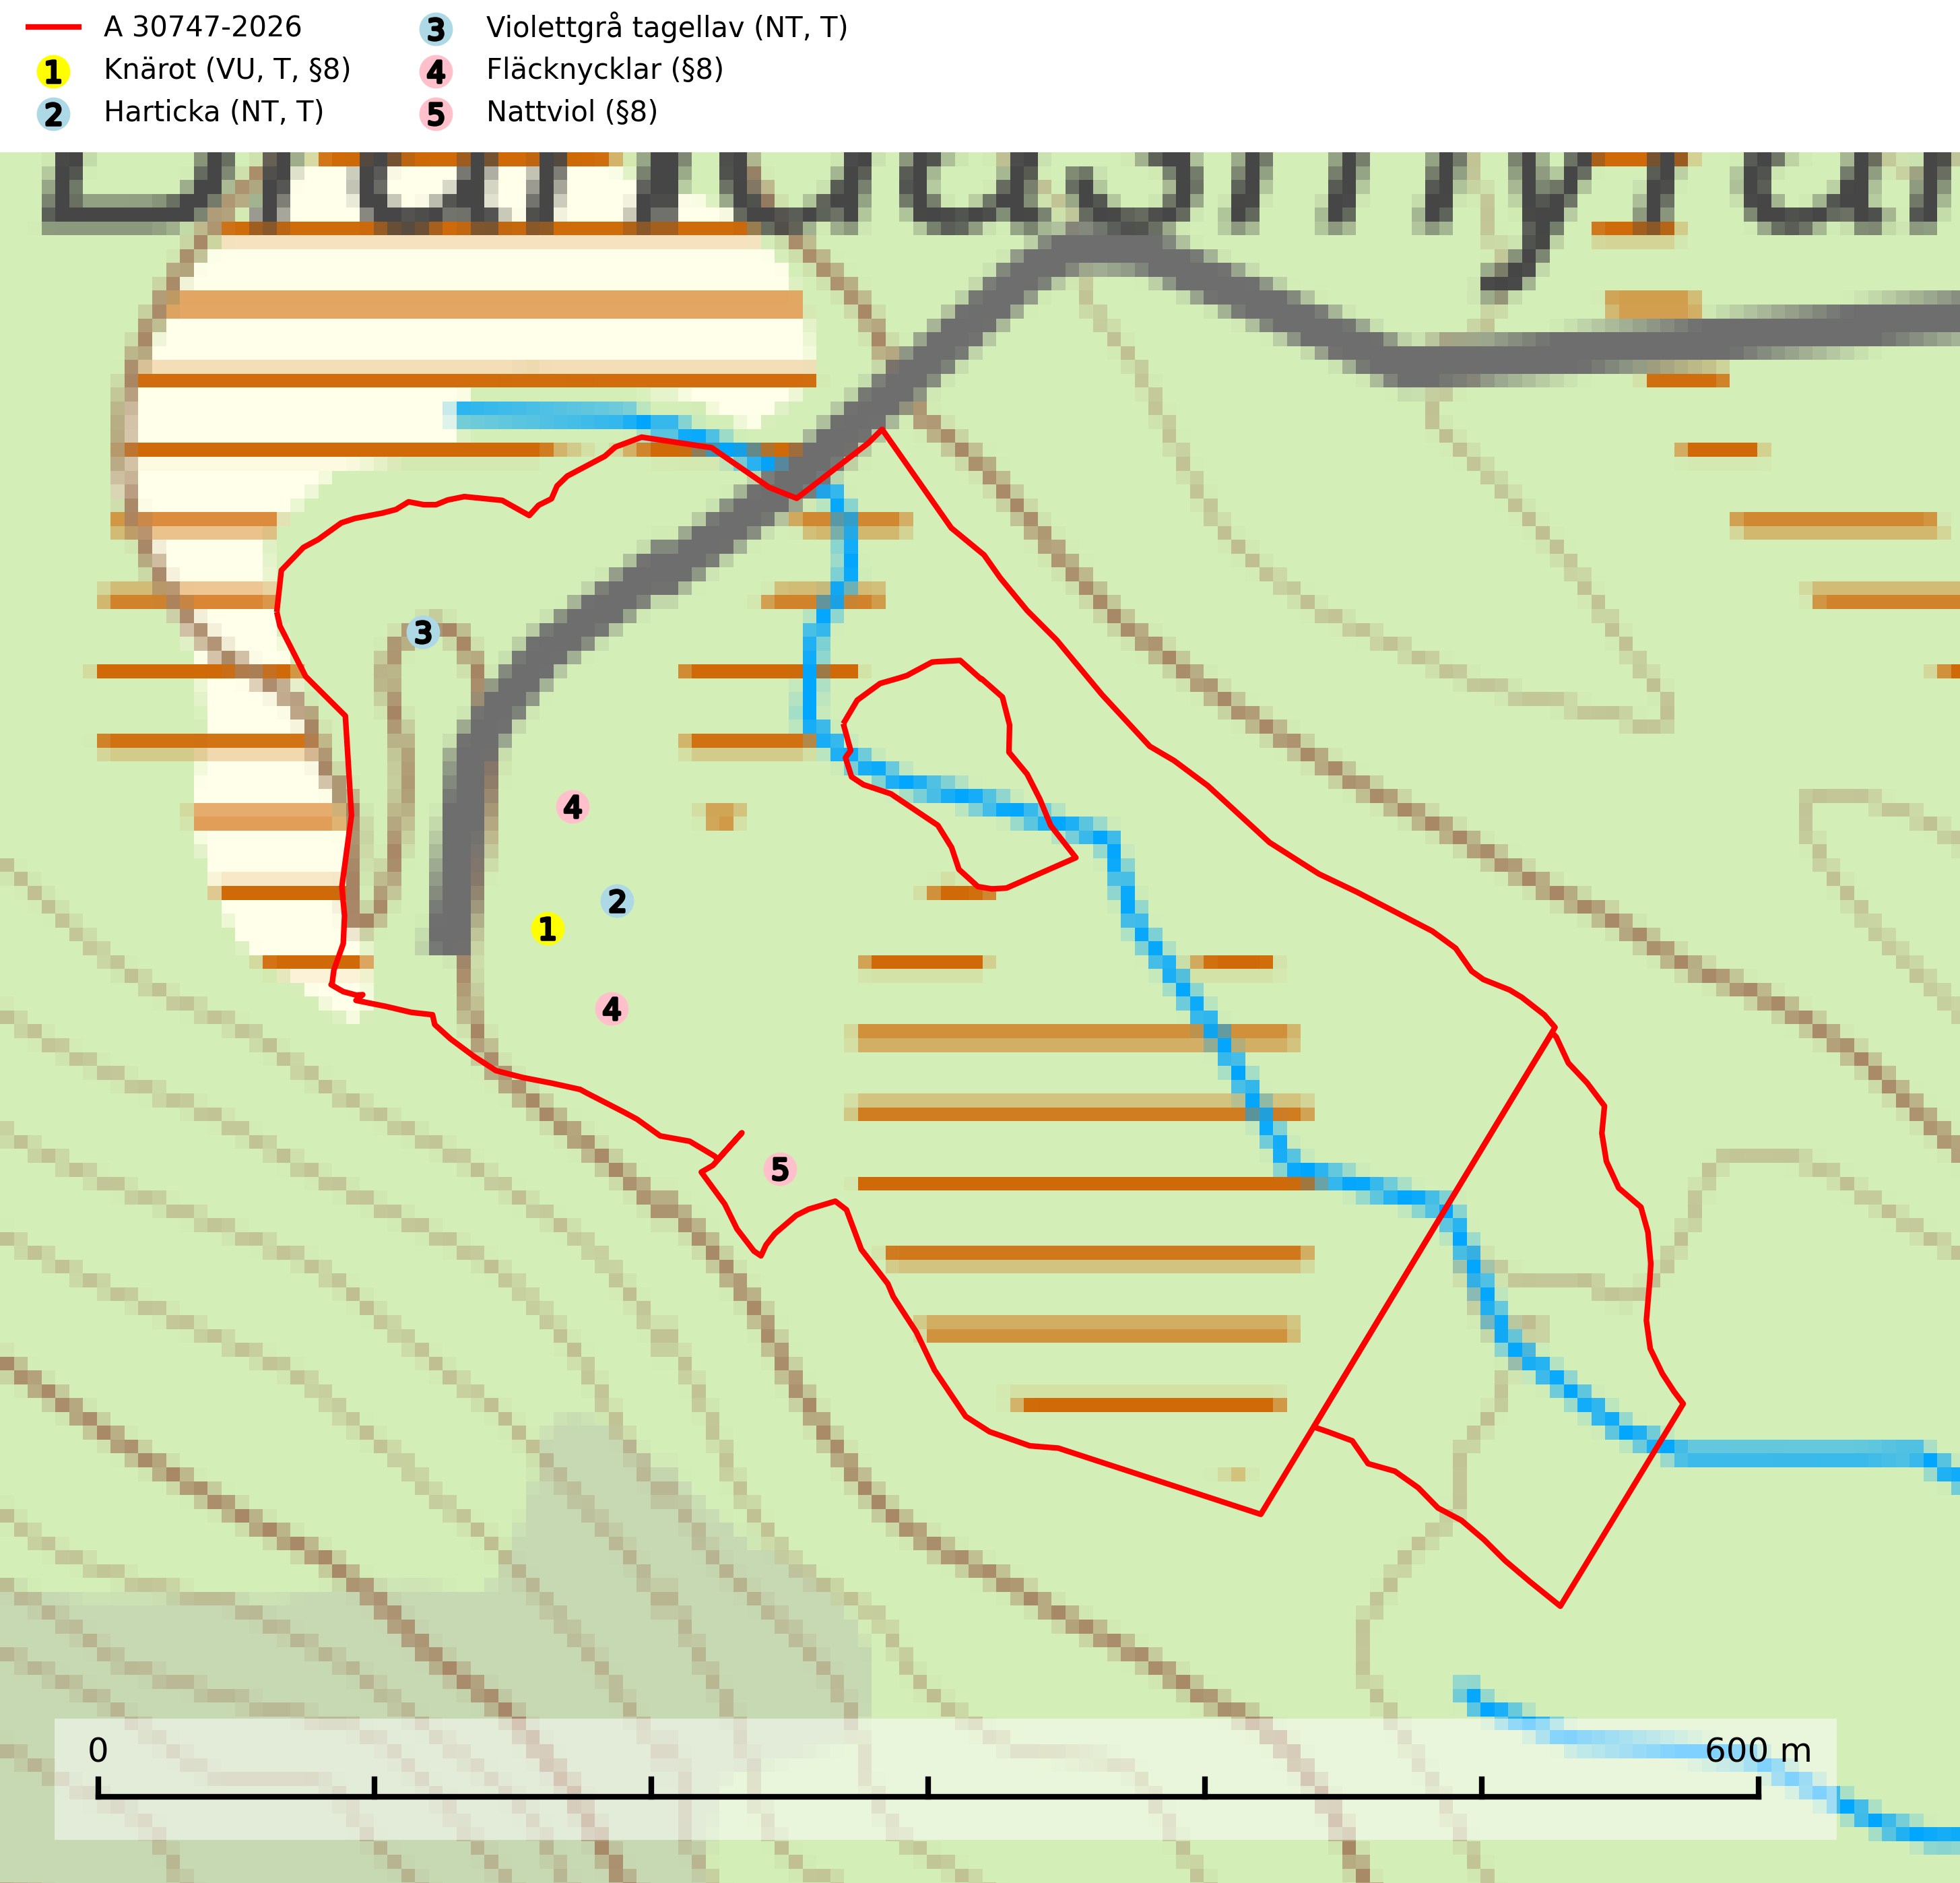 A 30747-2026
1 Knärot (VU, T, §8)
2 Harticka (NT, T)
3 Violettgrå tagellav (NT, T)
4 Fläcknycklar (§8)
5 Nattviol (§8)
3
4
2
1
4
5
0 600 m